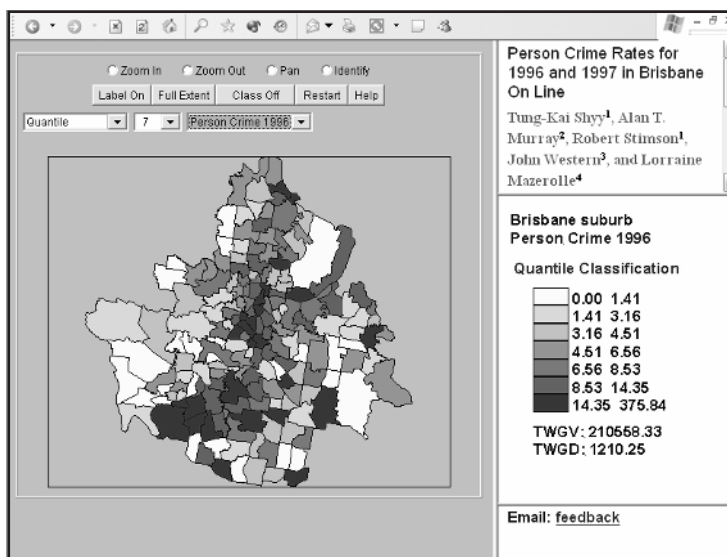 Zoom In Zoom Out Pan Identify
Label On Full Extent Class Off Restart Help
Quantile 7 Person Crime 1996
Person Crime Rates for
1996 and 1997 in Brisbane
On Line
Tung-Kai Shyy1, Alan T.
Murray2, Robert Stimson1,
John Western3, and Lorraine
Mazerolle4
Brisbane suburb
Person Crime 1996
Quantile Classification
0.00 1.41
1.41 3.16
3.16 4.51
4.51 6.56
6.56 8.53
8.53 14.35
14.35 375.84
TWGV: 210558.33
TWGD: 1210.25
Email: feedback